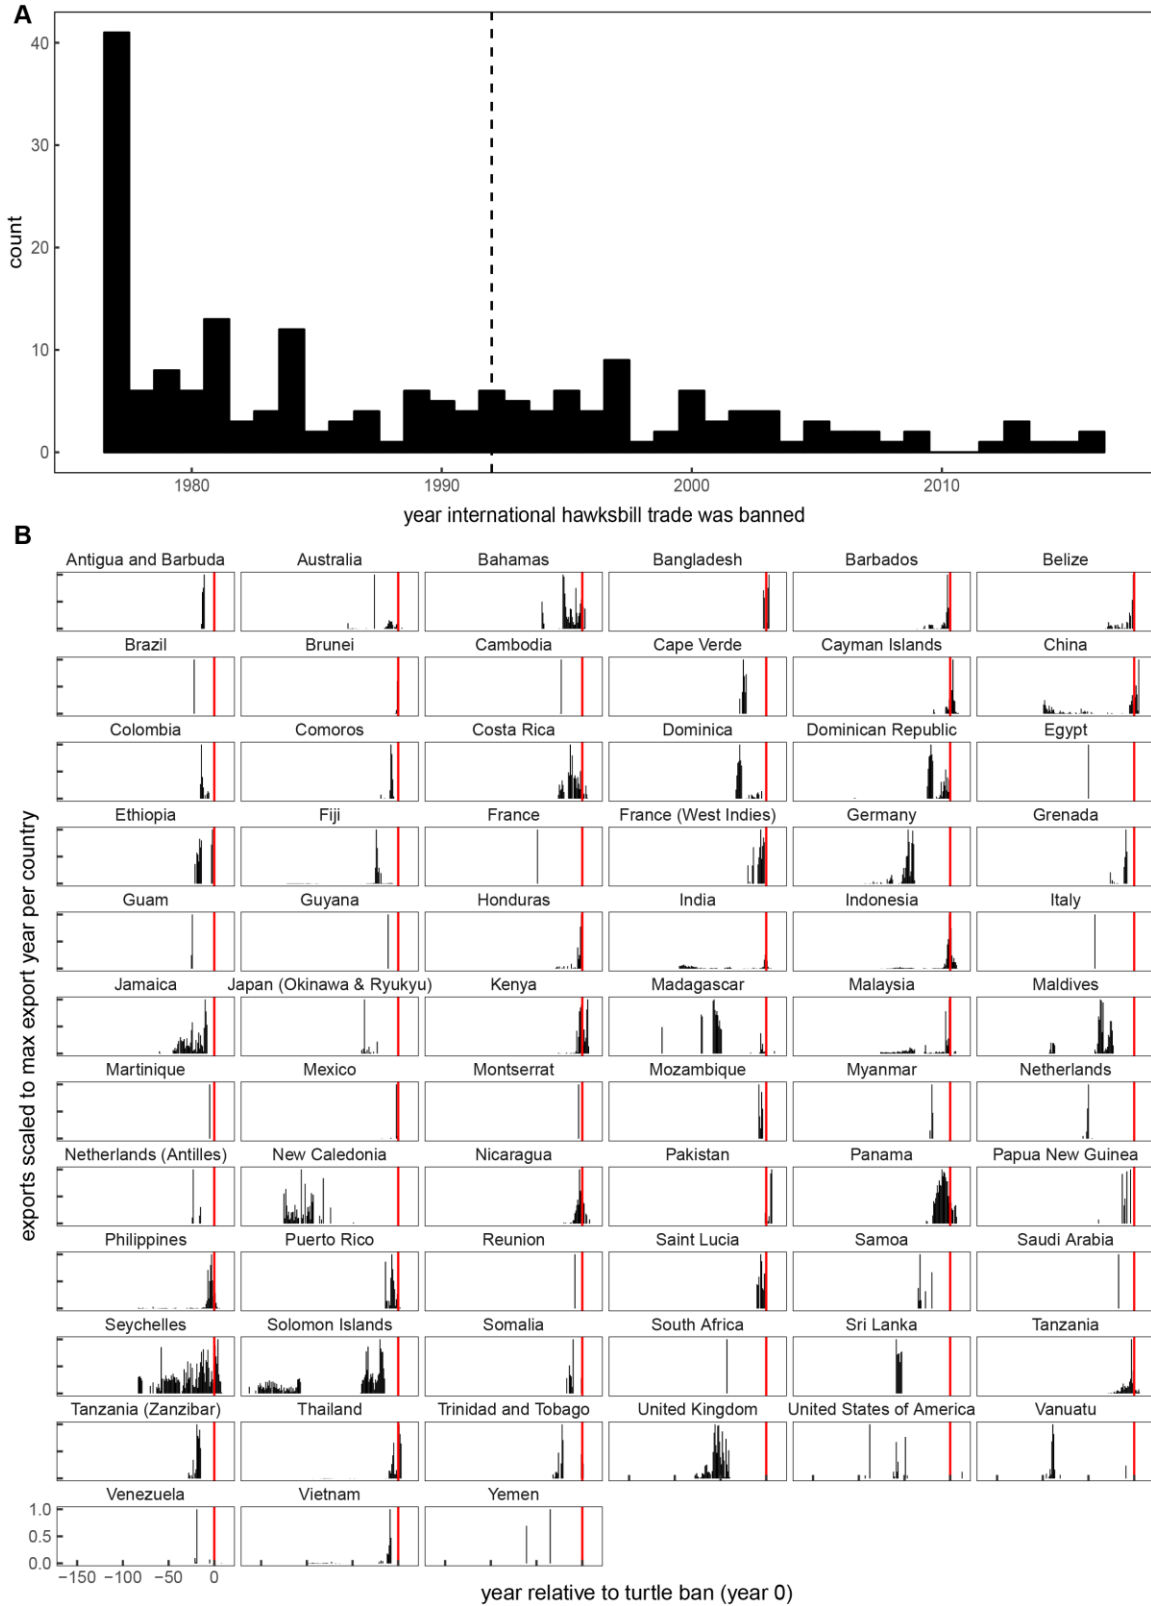 A
40
30
20
10
0
count
1980 1990 2000 2010
year international hawksbill trade was banned
B
Antigua and Barbuda Australia Bahamas Bangladesh Barbados Belize
Brazil Brunei Cambodia Cape Verde Cayman Islands China
Colombia Comoros Costa Rica Dominica Dominican Republic Egypt
Ethiopia Fiji France France (West Indies) Germany Grenada
Guam Guyana Honduras India Indonesia Italy
Jamaica Japan (Okinawa & Ryukyu) Kenya Madagascar Malaysia Maldives
Martinique Mexico Montserrat Mozambique Myanmar Netherlands
Netherlands (Antilles) New Caledonia Nicaragua Pakistan Panama Papua New Guinea
Philippines Puerto Rico Reunion Saint Lucia Samoa Saudi Arabia
Seychelles Solomon Islands Somalia South Africa Sri Lanka Tanzania
Tanzania (Zanzibar) Thailand Trinidad and Tobago United Kingdom United States of America Vanuatu
Venezuela Vietnam Yemen
1.0
0.5
0.0
−150 −100 −50 0
exports scaled to max export year per country
year relative to turtle ban (year 0)